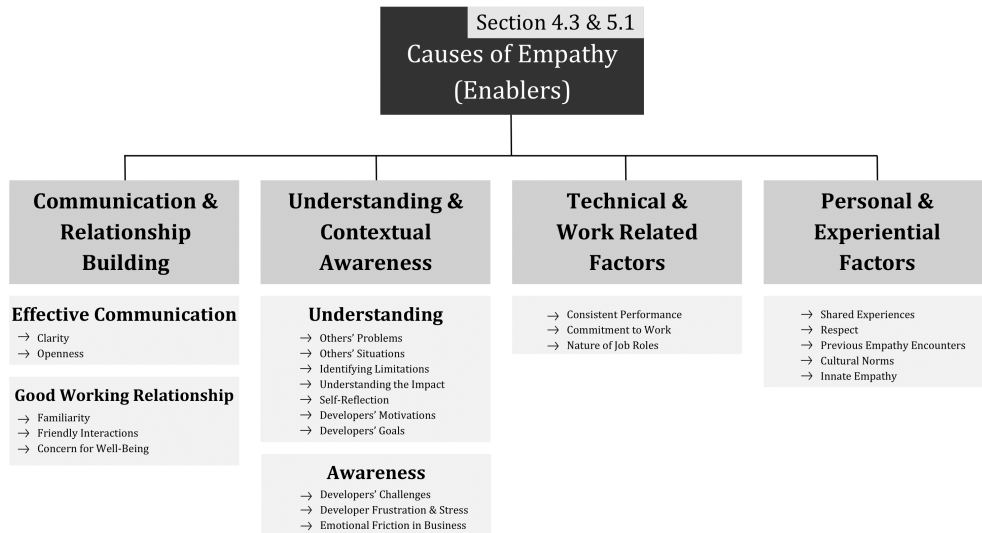 Section 4.3 & 5.1
Causes of Empathy
(Enablers)
Communication &
Relationship
Building
Effective Communication
→ Clarity
→ Openness
Good Working Relationship
→ Familiarity
→ Friendly Interactions
→ Concern for Well-Being
Understanding &
Contextual
Awareness
Understanding
→ Others' Problems
→ Others' Situations
→ Identifying Limitations
→ Understanding the Impact
→ Self-Reflection
→ Developers' Motivations
→ Developers' Goals
Awareness
→ Developers' Challenges
→ Developer Frustration & Stress
→ Emotional Friction in Business
Technical &
Work Related
Factors
→ Consistent Performance
→ Commitment to Work
→ Nature of Job Roles
Personal &
Experiential
Factors
→ Shared Experiences
→ Respect
→ Previous Empathy Encounters
→ Cultural Norms
→ Innate Empathy